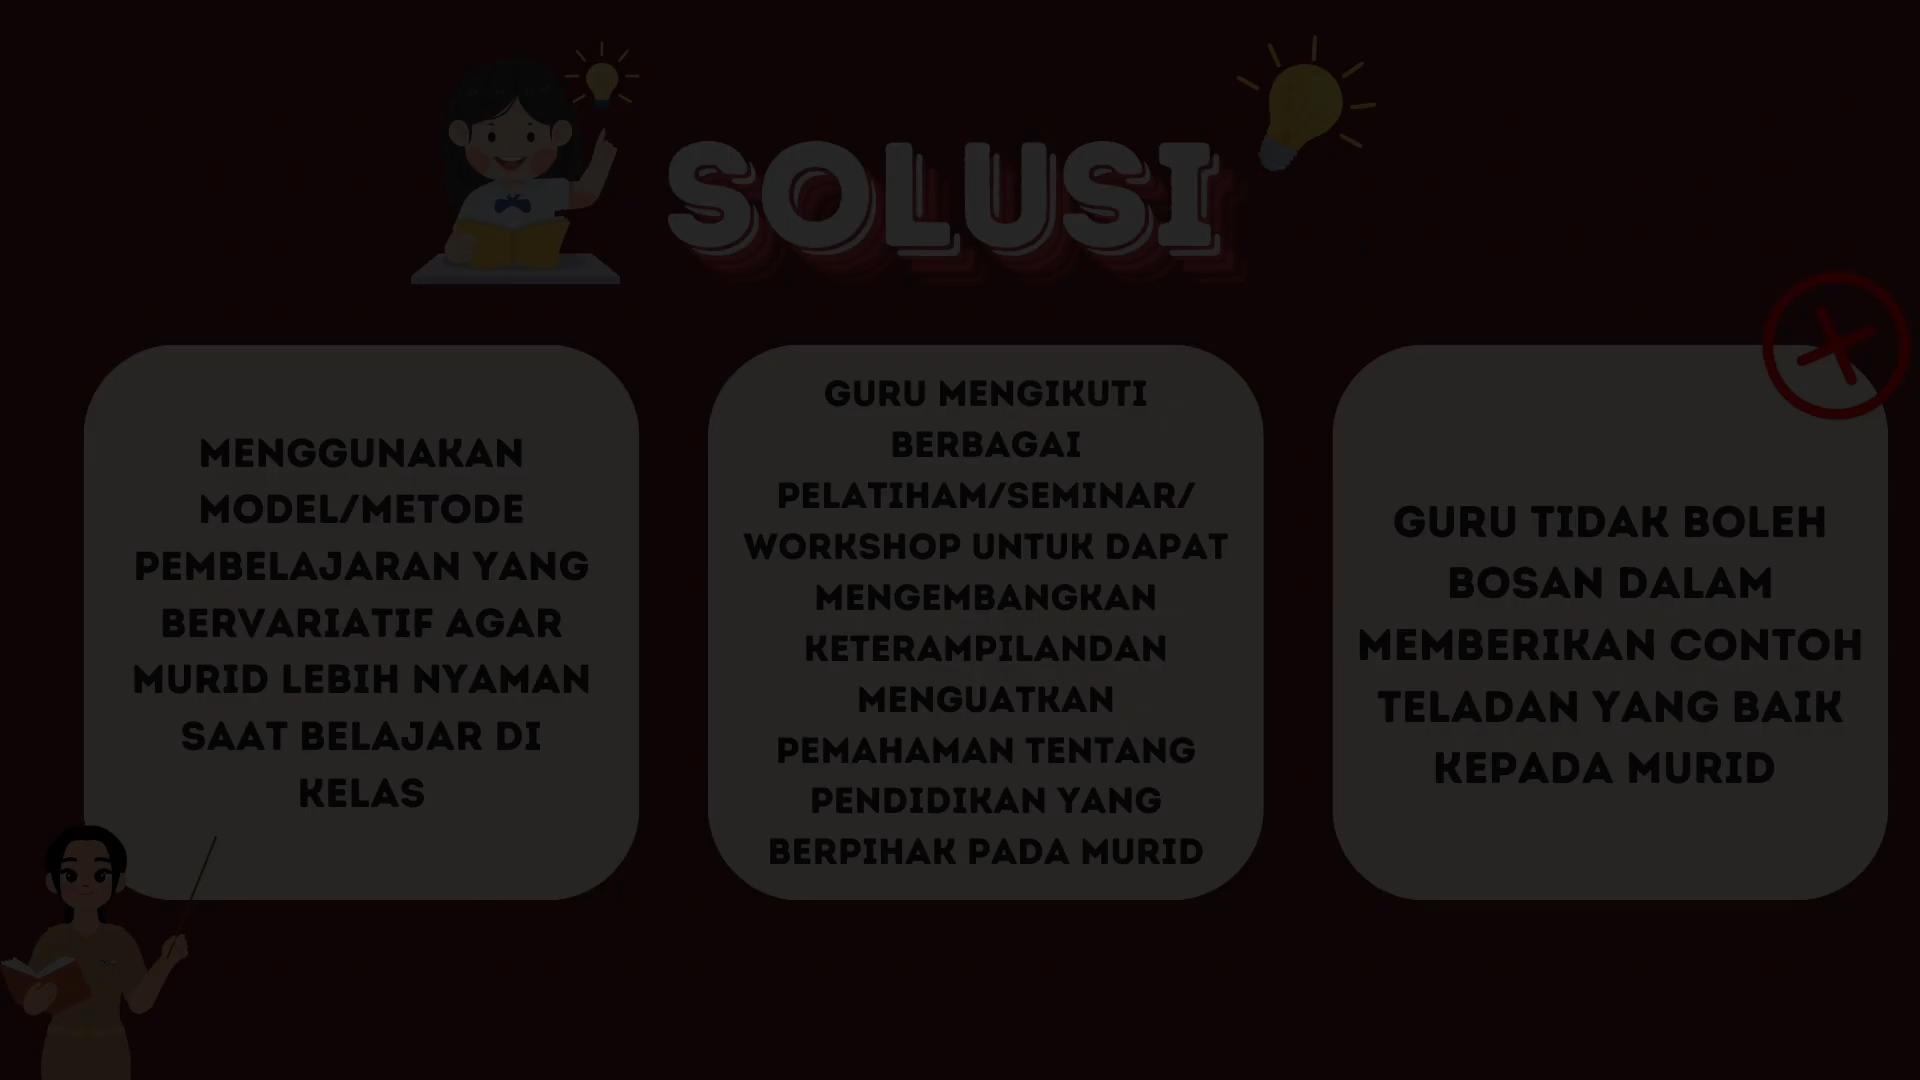 SOLUSI
MENGGUNAKAN
MODEL/METODE
PEMBELAJARAN YANG
BERVARIATIF AGAR
MURID LEBIH NYAMAN
SAAT BELAJAR DI
KELAS
GURU MENGIKUTI
BERBAGAI
PELATIHAM/SEMINAR/
WORKSHOP UNTUK DAPAT
MENGEMBANGKAN
KETERAMPILANDAN
MENGUATKAN
PEMAHAMAN TENTANG
PENDIDIKAN YANG
BERPIHAK PADA MURID
GURU TIDAK BOLEH
BOSAN DALAM
MEMBERIKAN CONTOH
TELADAN YANG BAIK
KEPADA MURID